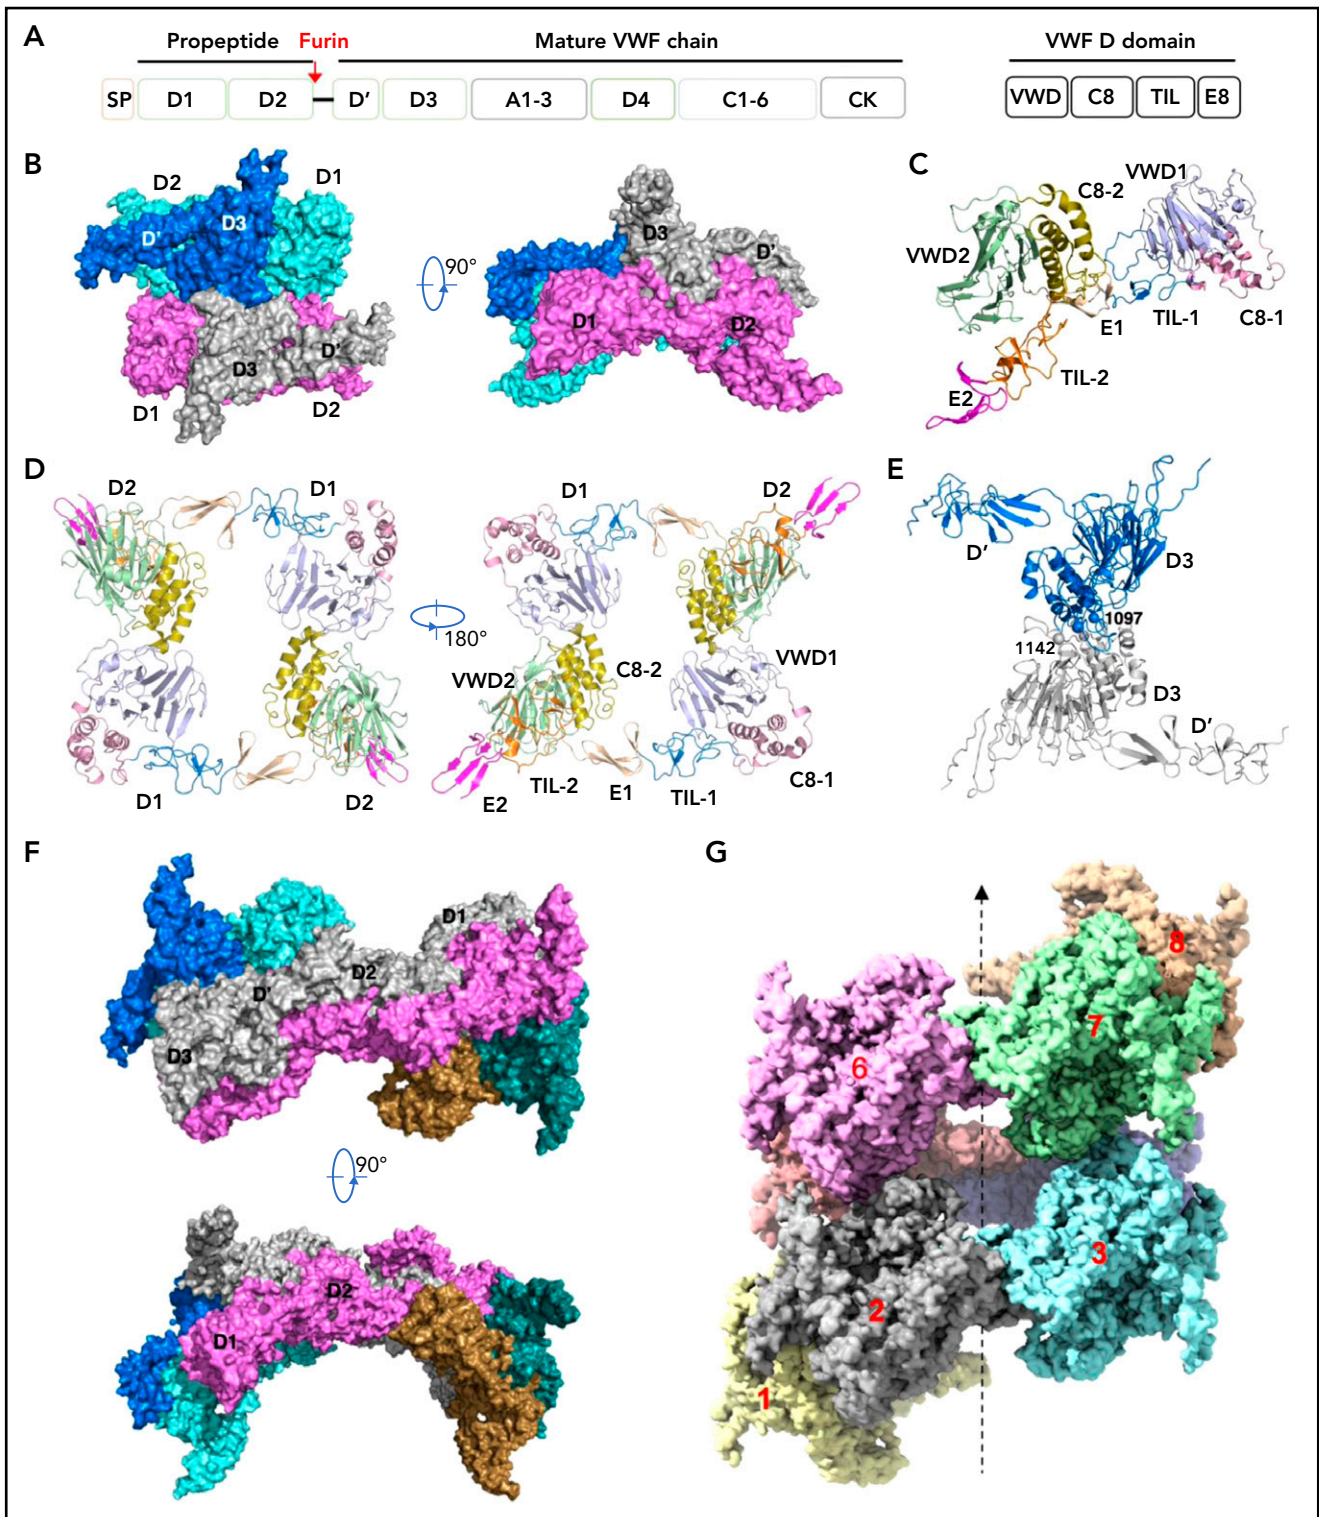 A
Propeptide Furin Mature VWF chain VWF D domain
SP D1 D2 D' D3 A1-3 D4 C1-6 CK VWD C8 TIL E8
B
D2 D1
D' D3
D3 D'
D1 D2
90°
D3 D'
D1 D2
C
VWD1
C8-2
VWD2
E1 TIL-1 C8-1
TIL-2
E2
D
D2 D1
D1 D2
180°
D1 D2
VWD2 C8-2 VWD1
E2 TIL-2 E1 TIL-1 C8-1
E
D' D3
1097
1142
D3
D'
F
D1
D2
D'
D3
90°
D2
D1
G
8
7
6
3
2
1